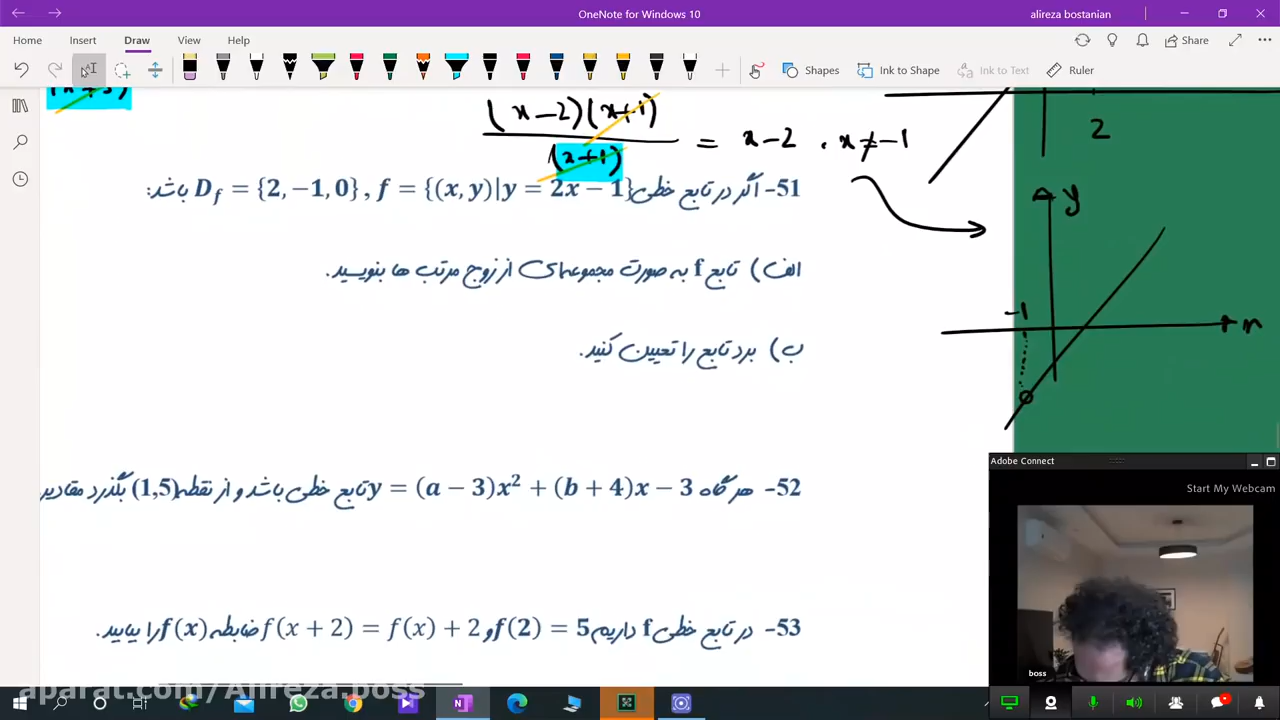 OneNote for Windows 10
alireza bostanian
Home Insert Draw View Help
Share
Shapes Ink to Shape Ink to Text Ruler
(x-2)(x+1)
(x+1)
= x-2 . x≠-1
2
51- اگر در تابع خطی f = {(x, y)|y = 2x − 1} , D_f = {2, −1, 0} باشد:
y
الف) تابع f به صورت مجموعه‌ای از زوج مرتب ها بنویسید.
-1
x
ب) برد تابع را تعیین کنید.
Adobe Connect
Start My Webcam
52- هرگاه y = (a − 3)x² + (b + 4)x − 3 تابع خطی باشد و از نقطه (1,5) بگذرد مقادیر
53- در تابع خطی f داریم f(2) = 5 و f(x + 2) = f(x) + 2 ضابطه f(x) را بیابید.
boss
aparat.com/Alireza.boss